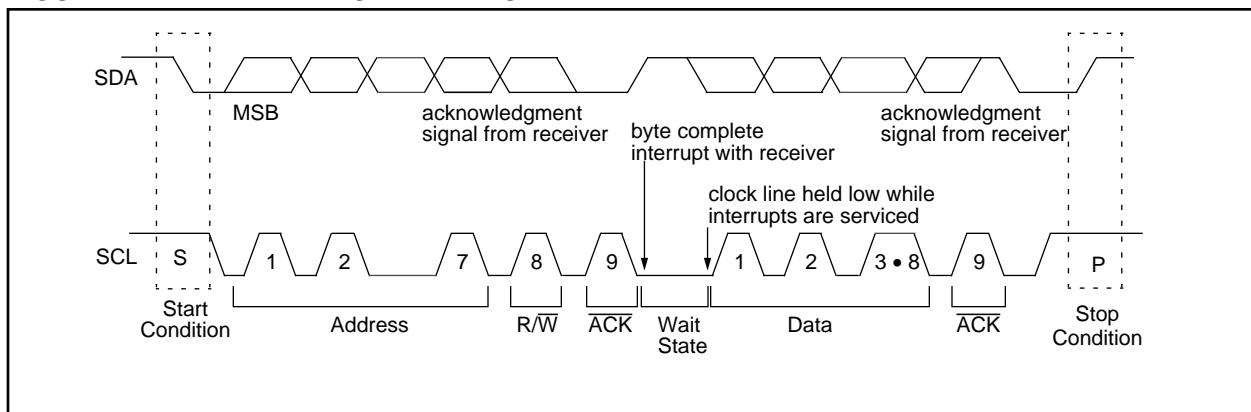 SDA
MSB
acknowledgment
signal from receiver
byte complete
interrupt with receiver
acknowledgment
signal from receiver
clock line held low while
interrupts are serviced
SCL
S
1
2
7
8
9
1
2
3 • 8
9
P
Start
Condition
Address
R/W̅
A̅C̅K̅
Wait
State
Data
A̅C̅K̅
Stop
Condition